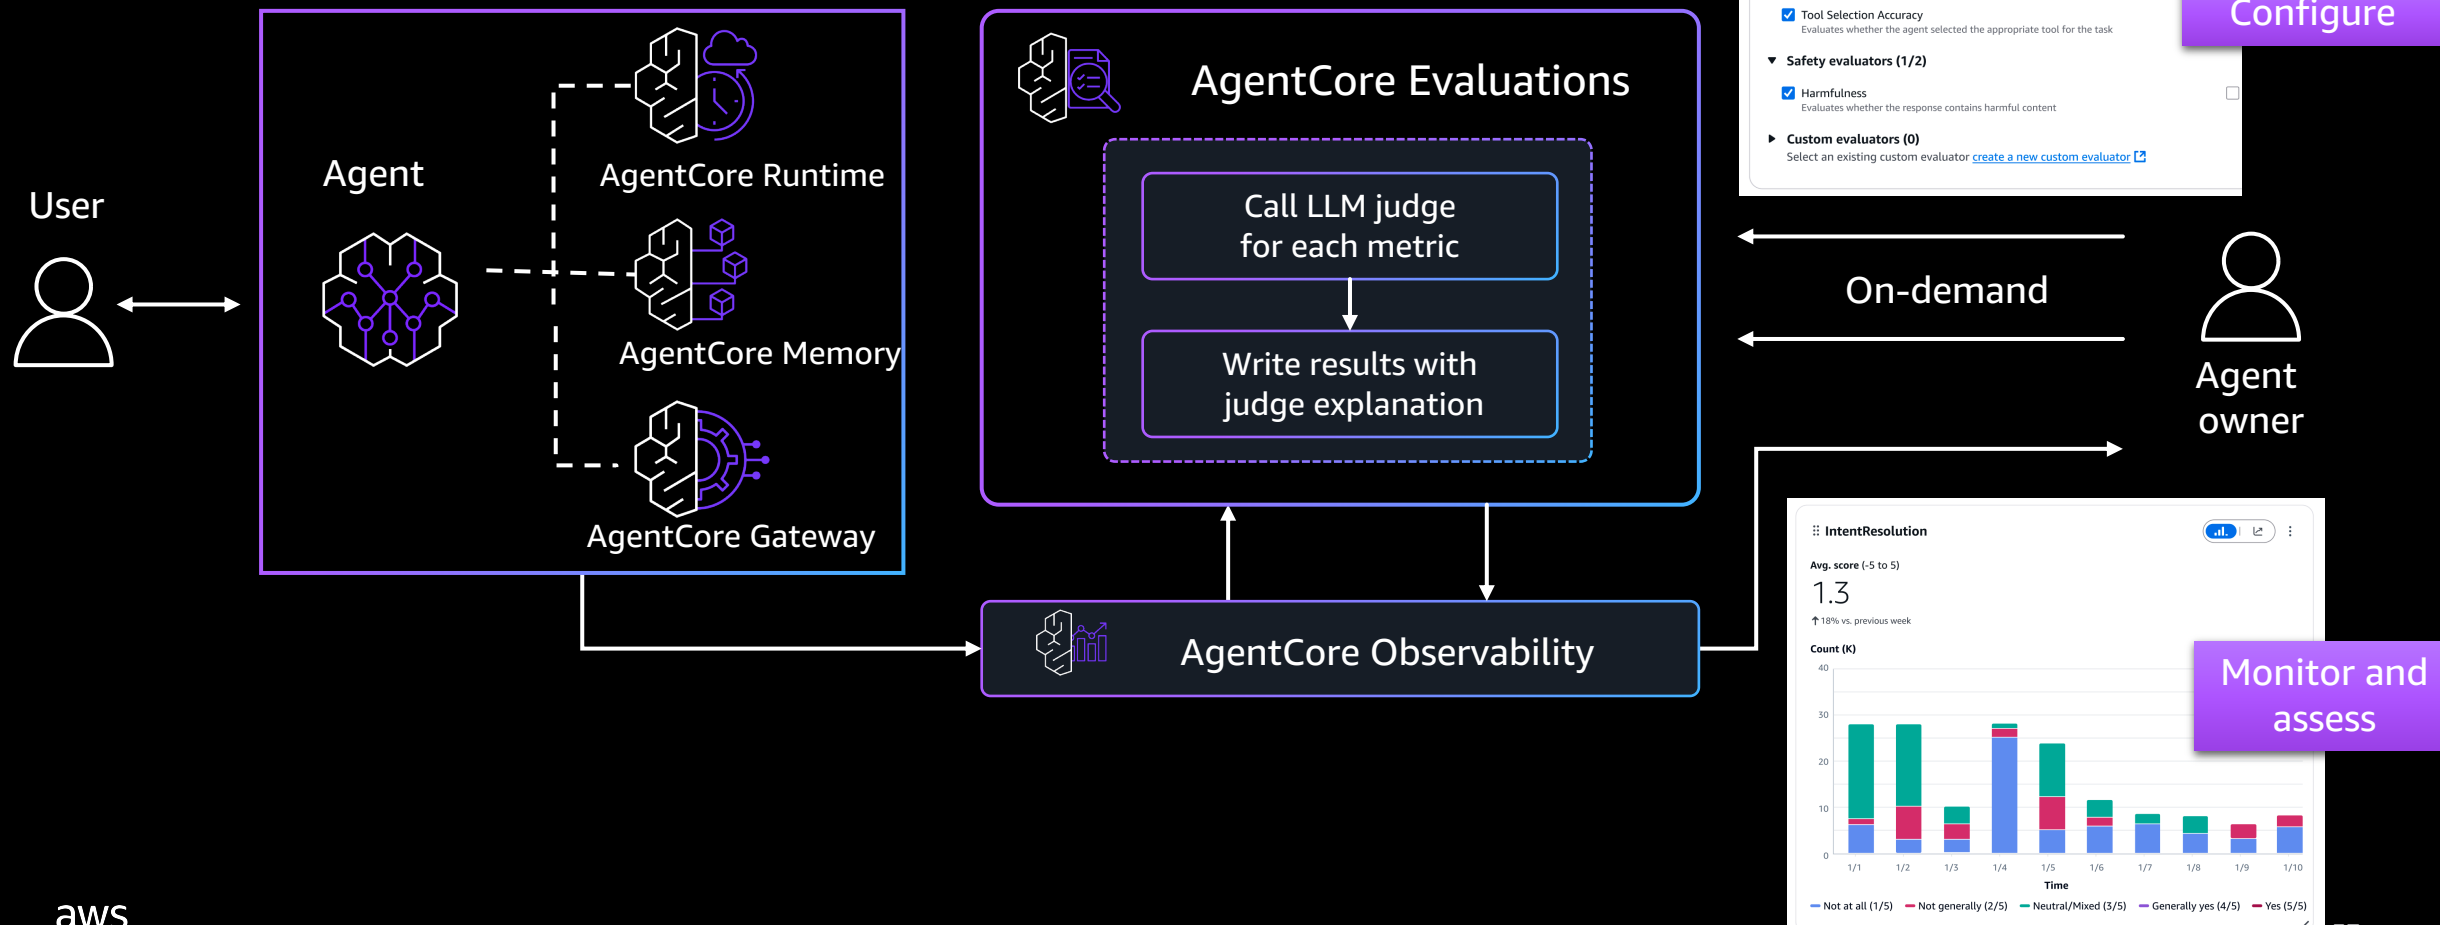 User
Agent
AgentCore Runtime
AgentCore Memory
AgentCore Gateway
AgentCore Evaluations
Call LLM judge
for each metric
Write results with
judge explanation
AgentCore Observability
Tool Selection Accuracy
Evaluates whether the agent selected the appropriate tool for the task
Safety evaluators (1/2)
Harmfulness
Evaluates whether the response contains harmful content
Custom evaluators (0)
Select an existing custom evaluator create a new custom evaluator
Configure
On-demand
Agent
owner
IntentResolution
Avg. score (-5 to 5)
1.3
18% vs. previous week
Count (K)
40
30
20
10
0
1/1 1/2 1/3 1/4 1/5 1/6 1/7 1/8 1/9 1/10
Time
Not at all (1/5) Not generally (2/5) Neutral/Mixed (3/5) Generally yes (4/5) Yes (5/5)
Monitor and
assess
aws